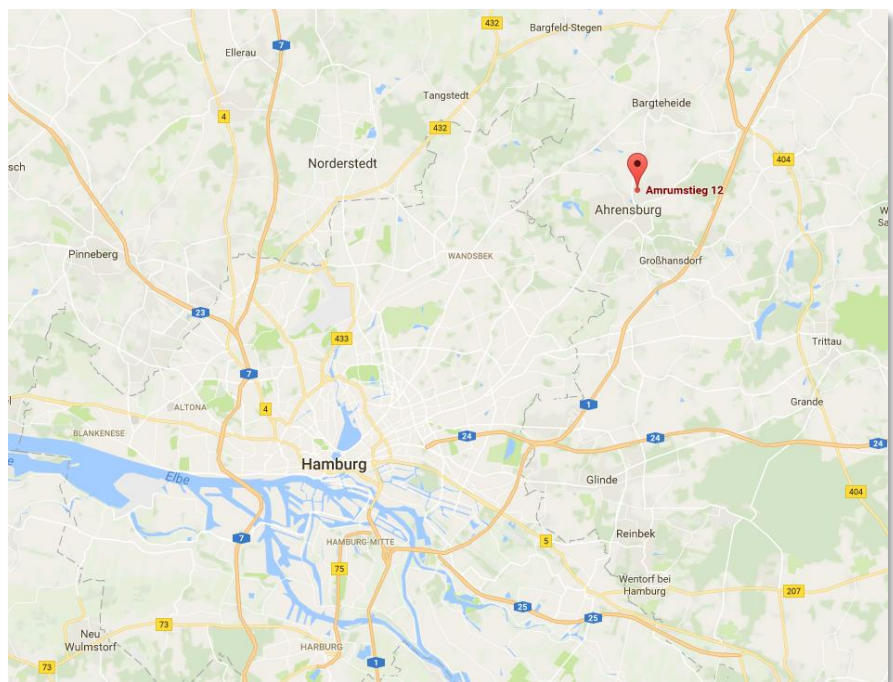 432
Bargfeld-Stegen
7
Ellerau
Tangstedt
Bargteheide
4
432
Norderstedt
404
sch
Amrumstieg 12
Ahrensburg
W
Sa
Pinneberg
WANDSBEK
Großhansdorf
23
433
Trittau
7
ALTONA
4
1
Grande
BLANKENESE
24
24
24
Hamburg
Elbe
Glinde
404
7
HAMBURG-MITTE
5
Reinbek
75
Wentorf bei
Hamburg
207
25
25
73
Neu
Wulmstorf
HARBURG
1
73